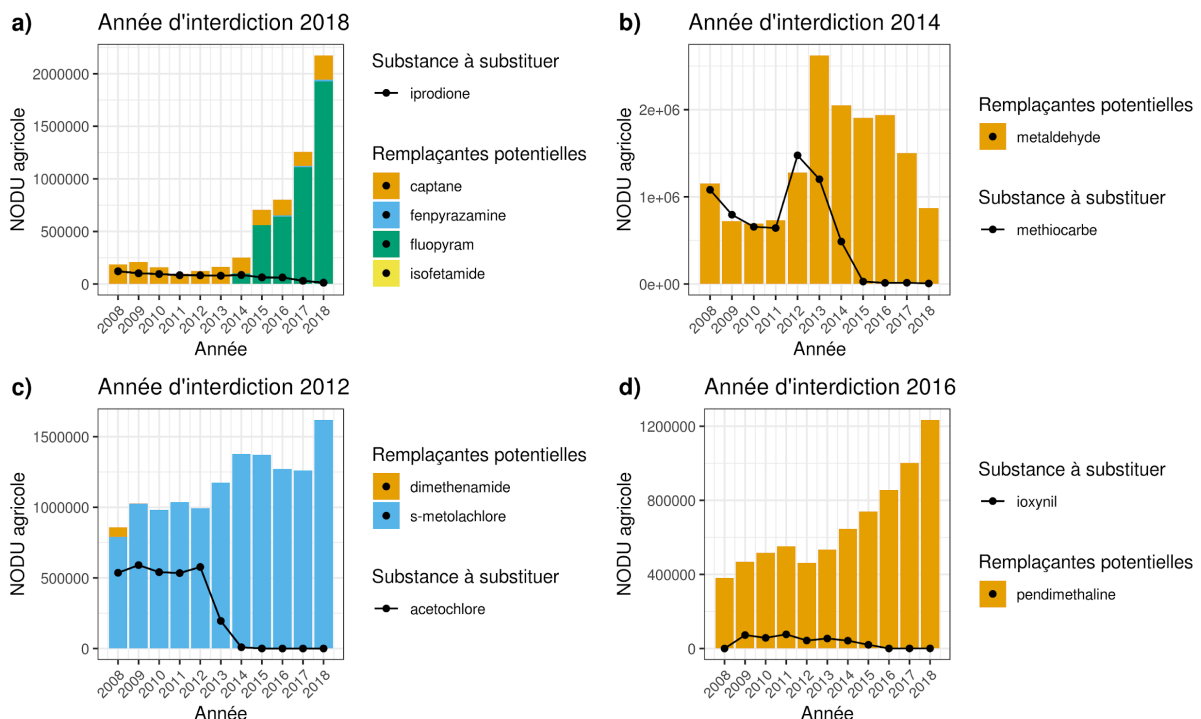 a) Année d'interdiction 2018
NODU agricole
2000000
1500000
1000000
500000
0
2008 2009 2010 2011 2012 2013 2014 2015 2016 2017 2018
Année
Substance à substituer
iprodione
Remplaçantes potentielles
captane
fenpyrazamine
fluopyram
isofetamide
b) Année d'interdiction 2014
NODU agricole
2e+06
1e+06
0e+00
2008 2009 2010 2011 2012 2013 2014 2015 2016 2017 2018
Année
Remplaçantes potentielles
metaldehyde
Substance à substituer
methiocarbe
c) Année d'interdiction 2012
NODU agricole
1500000
1000000
500000
0
2008 2009 2010 2011 2012 2013 2014 2015 2016 2017 2018
Année
Remplaçantes potentielles
dimethenamide
s-metolachlore
Substance à substituer
acetochlore
d) Année d'interdiction 2016
NODU agricole
1200000
800000
400000
0
2008 2009 2010 2011 2012 2013 2014 2015 2016 2017 2018
Année
Substance à substituer
ioxynil
Remplaçantes potentielles
pendimethaline